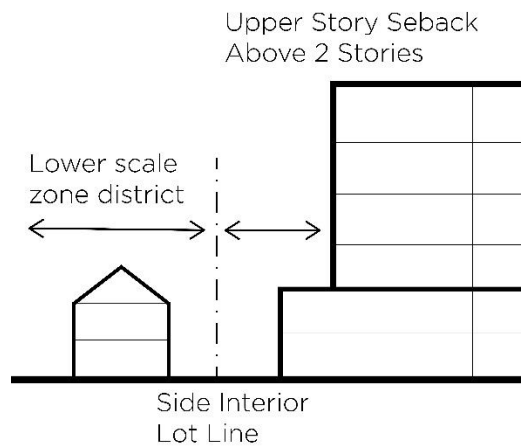 Upper Story Seback
Above 2 Stories
Lower scale
zone district
Side Interior
Lot Line